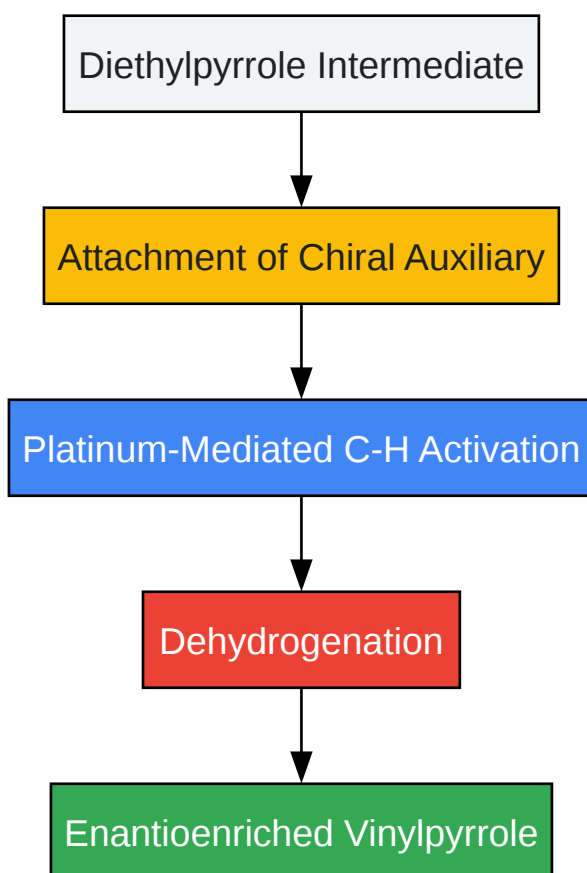 Diethylpyrrole Intermediate
Attachment of Chiral Auxiliary
Platinum-Mediated C-H Activation
Dehydrogenation
Enantioenriched Vinylpyrrole